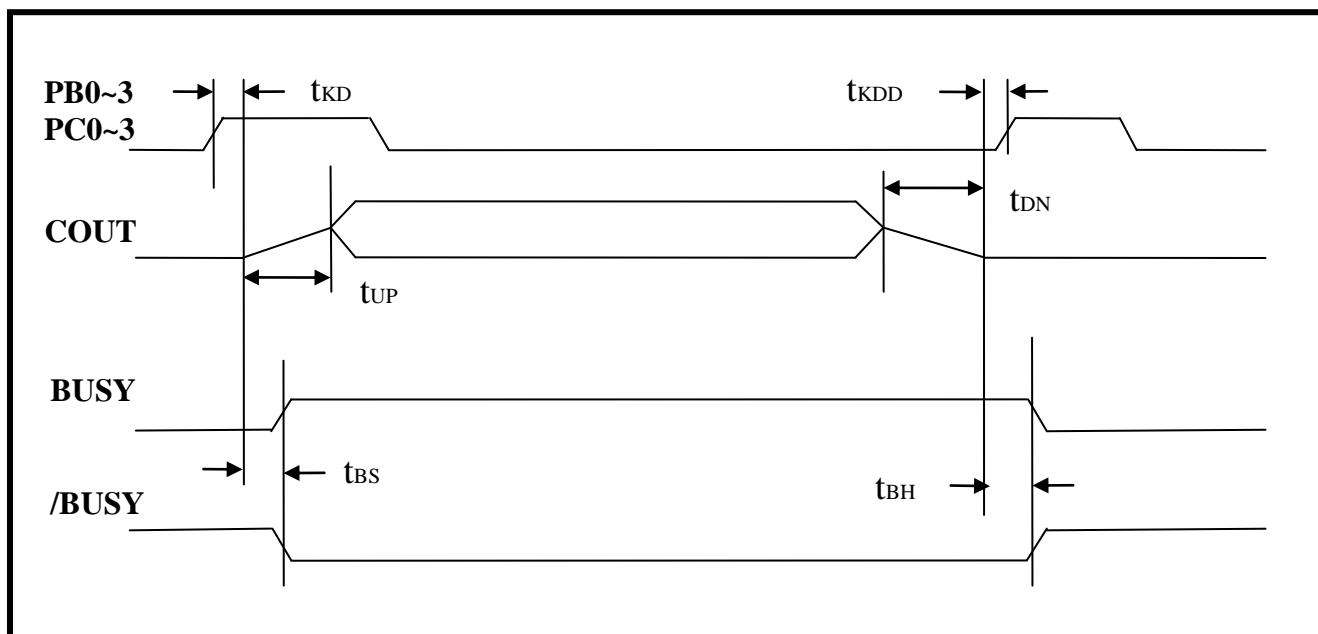 PB0~3
PC0~3
tKD
tKDD
COUT
tUP
tDN
BUSY
tBS
tBH
/BUSY